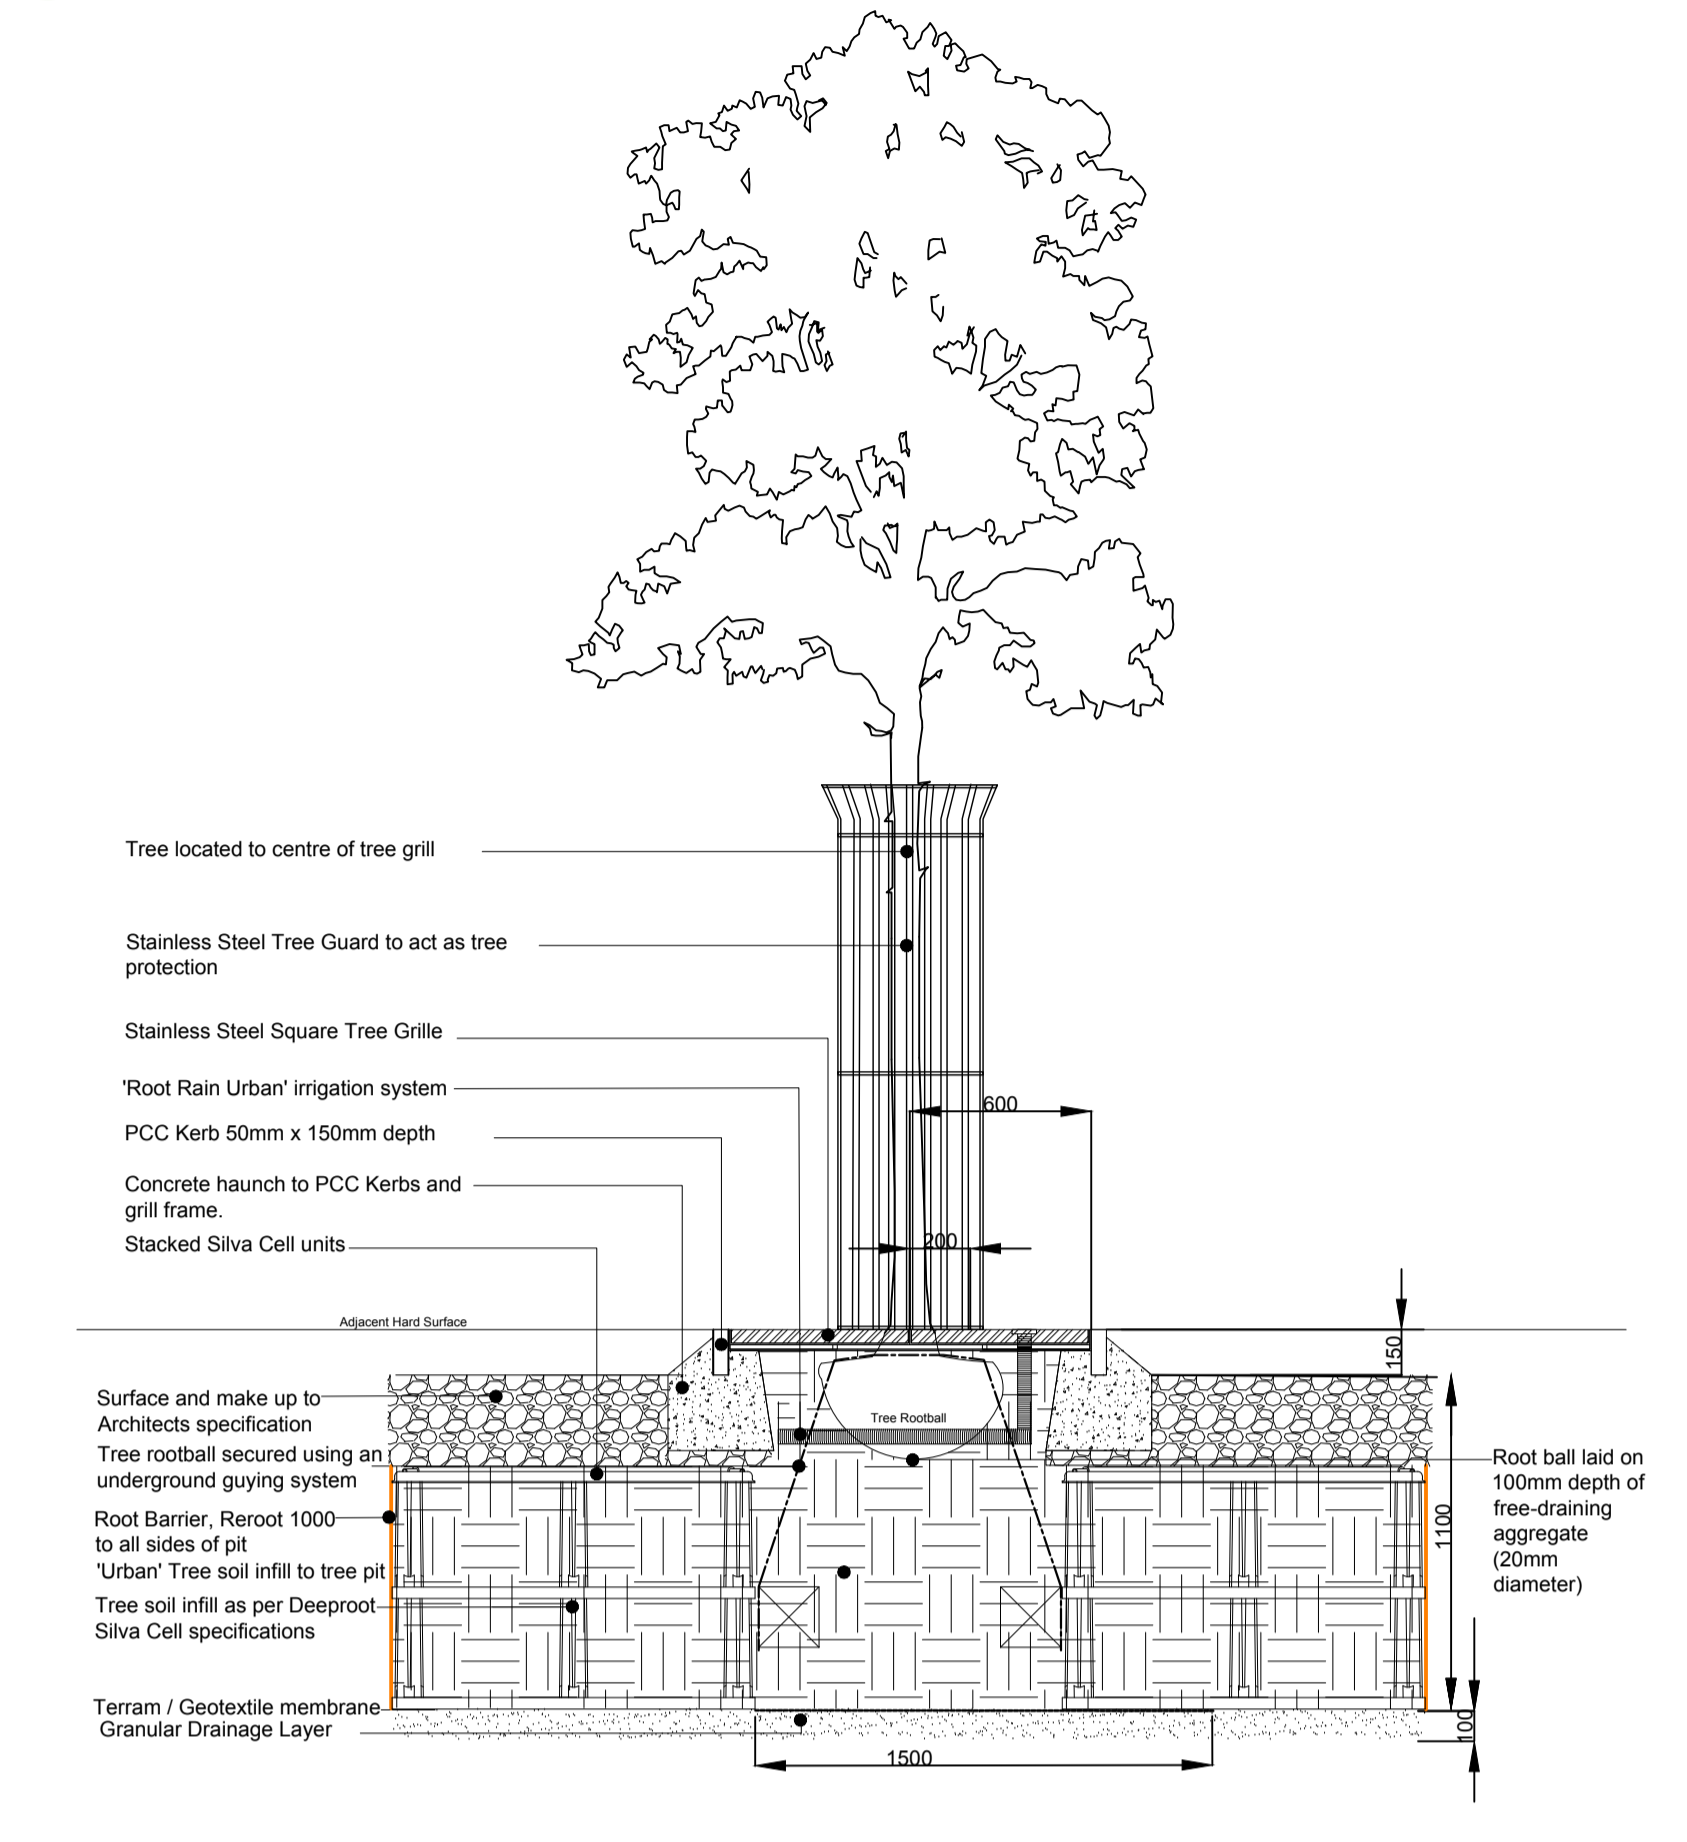 Tree located to centre of tree grill
Stainless Steel Tree Guard to act as tree
protection
Stainless Steel Square Tree Grille
'Root Rain Urban' irrigation system
600
PCC Kerb 50mm x 150mm depth
Concrete haunch to PCC Kerbs and
grill frame.
Stacked Silva Cell units
200
Adjacent Hard Surface
150
Surface and make up to
Architects specification
Tree Rootball
Tree rootball secured using an
underground guying system
Root Barrier, Reroot 1000
to all sides of pit
'Urban' Tree soil infill to tree pit
Tree soil infill as per Deeproot
Silva Cell specifications
Terram / Geotextile membrane
Granular Drainage Layer
Root ball laid on
100mm depth of
free-draining
aggregate
(20mm
diameter)
1100
100
1500